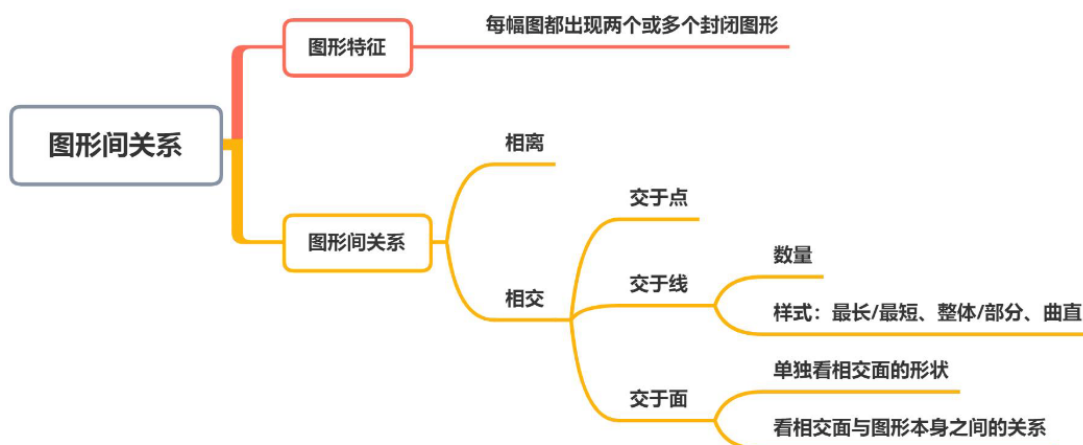 图形间关系
图形特征
每幅图都出现两个或多个封闭图形
图形间关系
相离
相交
交于点
交于线
数量
样式：最长/最短、整体/部分、曲直
交于面
单独看相交面的形状
看相交面与图形本身之间的关系